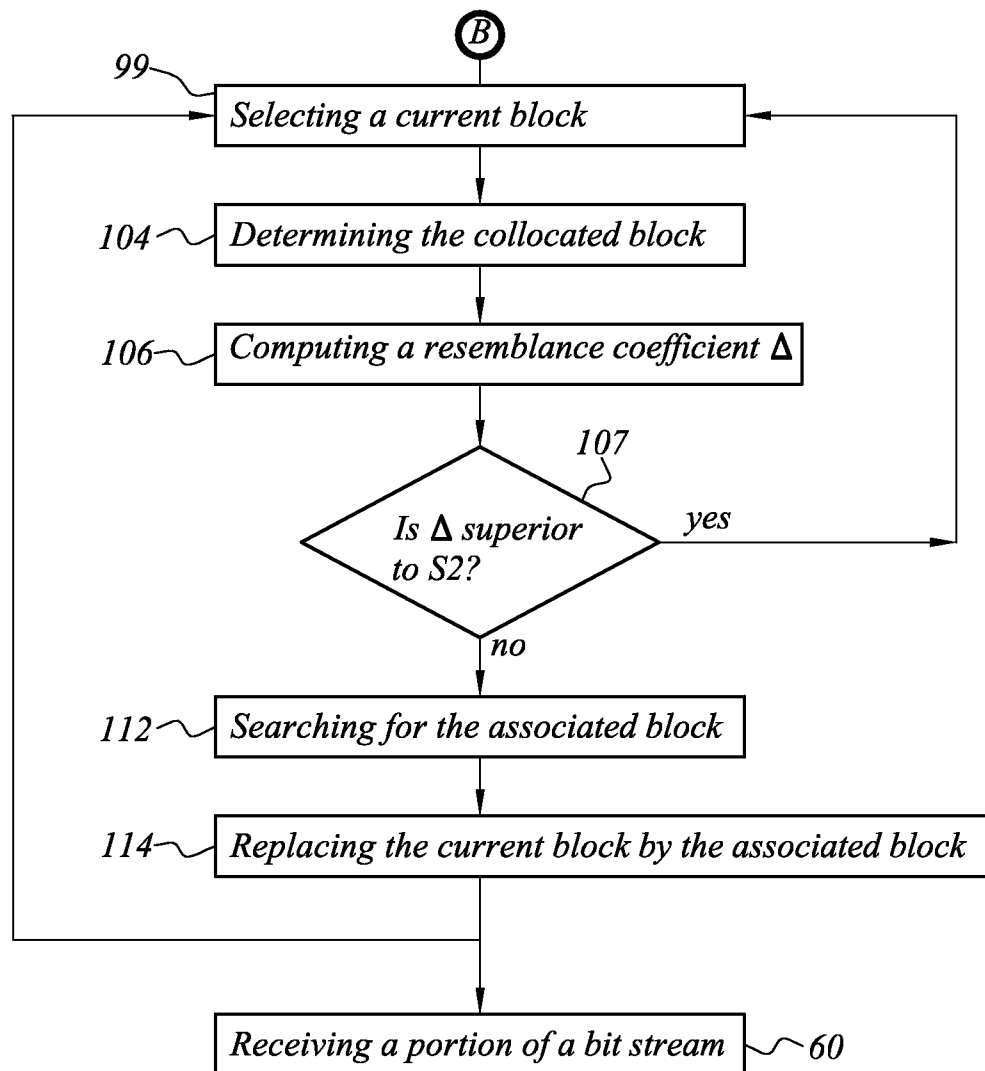 B
99
Selecting a current block
104
Determining the collocated block
106
Computing a resemblance coefficient Δ
107
Is Δ superior
to S2?
yes
no
112
Searching for the associated block
114
Replacing the current block by the associated block
Receiving a portion of a bit stream
60